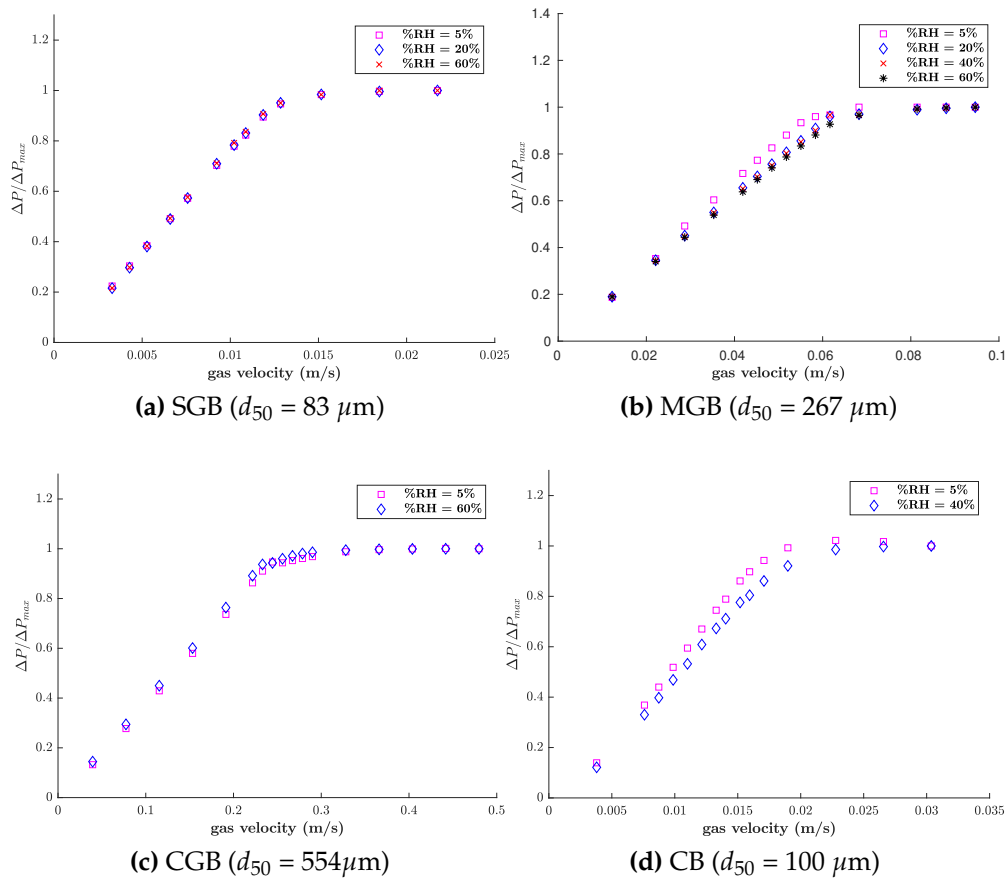 1.2
1
0.8
0.6
0.4
0.2
0
ΔP/ΔP_max
%RH = 5%
%RH = 20%
%RH = 60%
0 0.005 0.01 0.015 0.02 0.025
gas velocity (m/s)
(a) SGB (d50 = 83 μm)
1.4
1.2
1
0.8
0.6
0.4
0.2
0
ΔP/ΔP_max
%RH = 5%
%RH = 20%
%RH = 40%
%RH = 60%
0 0.02 0.04 0.06 0.08 0.1
gas velocity (m/s)
(b) MGB (d50 = 267 μm)
1.2
1
0.8
0.6
0.4
0.2
0
ΔP/ΔP_max
%RH = 5%
%RH = 60%
0 0.1 0.2 0.3 0.4 0.5
gas velocity (m/s)
(c) CGB (d50 = 554μm)
1.2
1
0.8
0.6
0.4
0.2
0
ΔP/ΔP_max
%RH = 5%
%RH = 40%
0 0.005 0.01 0.015 0.02 0.025 0.03 0.035
gas velocity (m/s)
(d) CB (d50 = 100 μm)